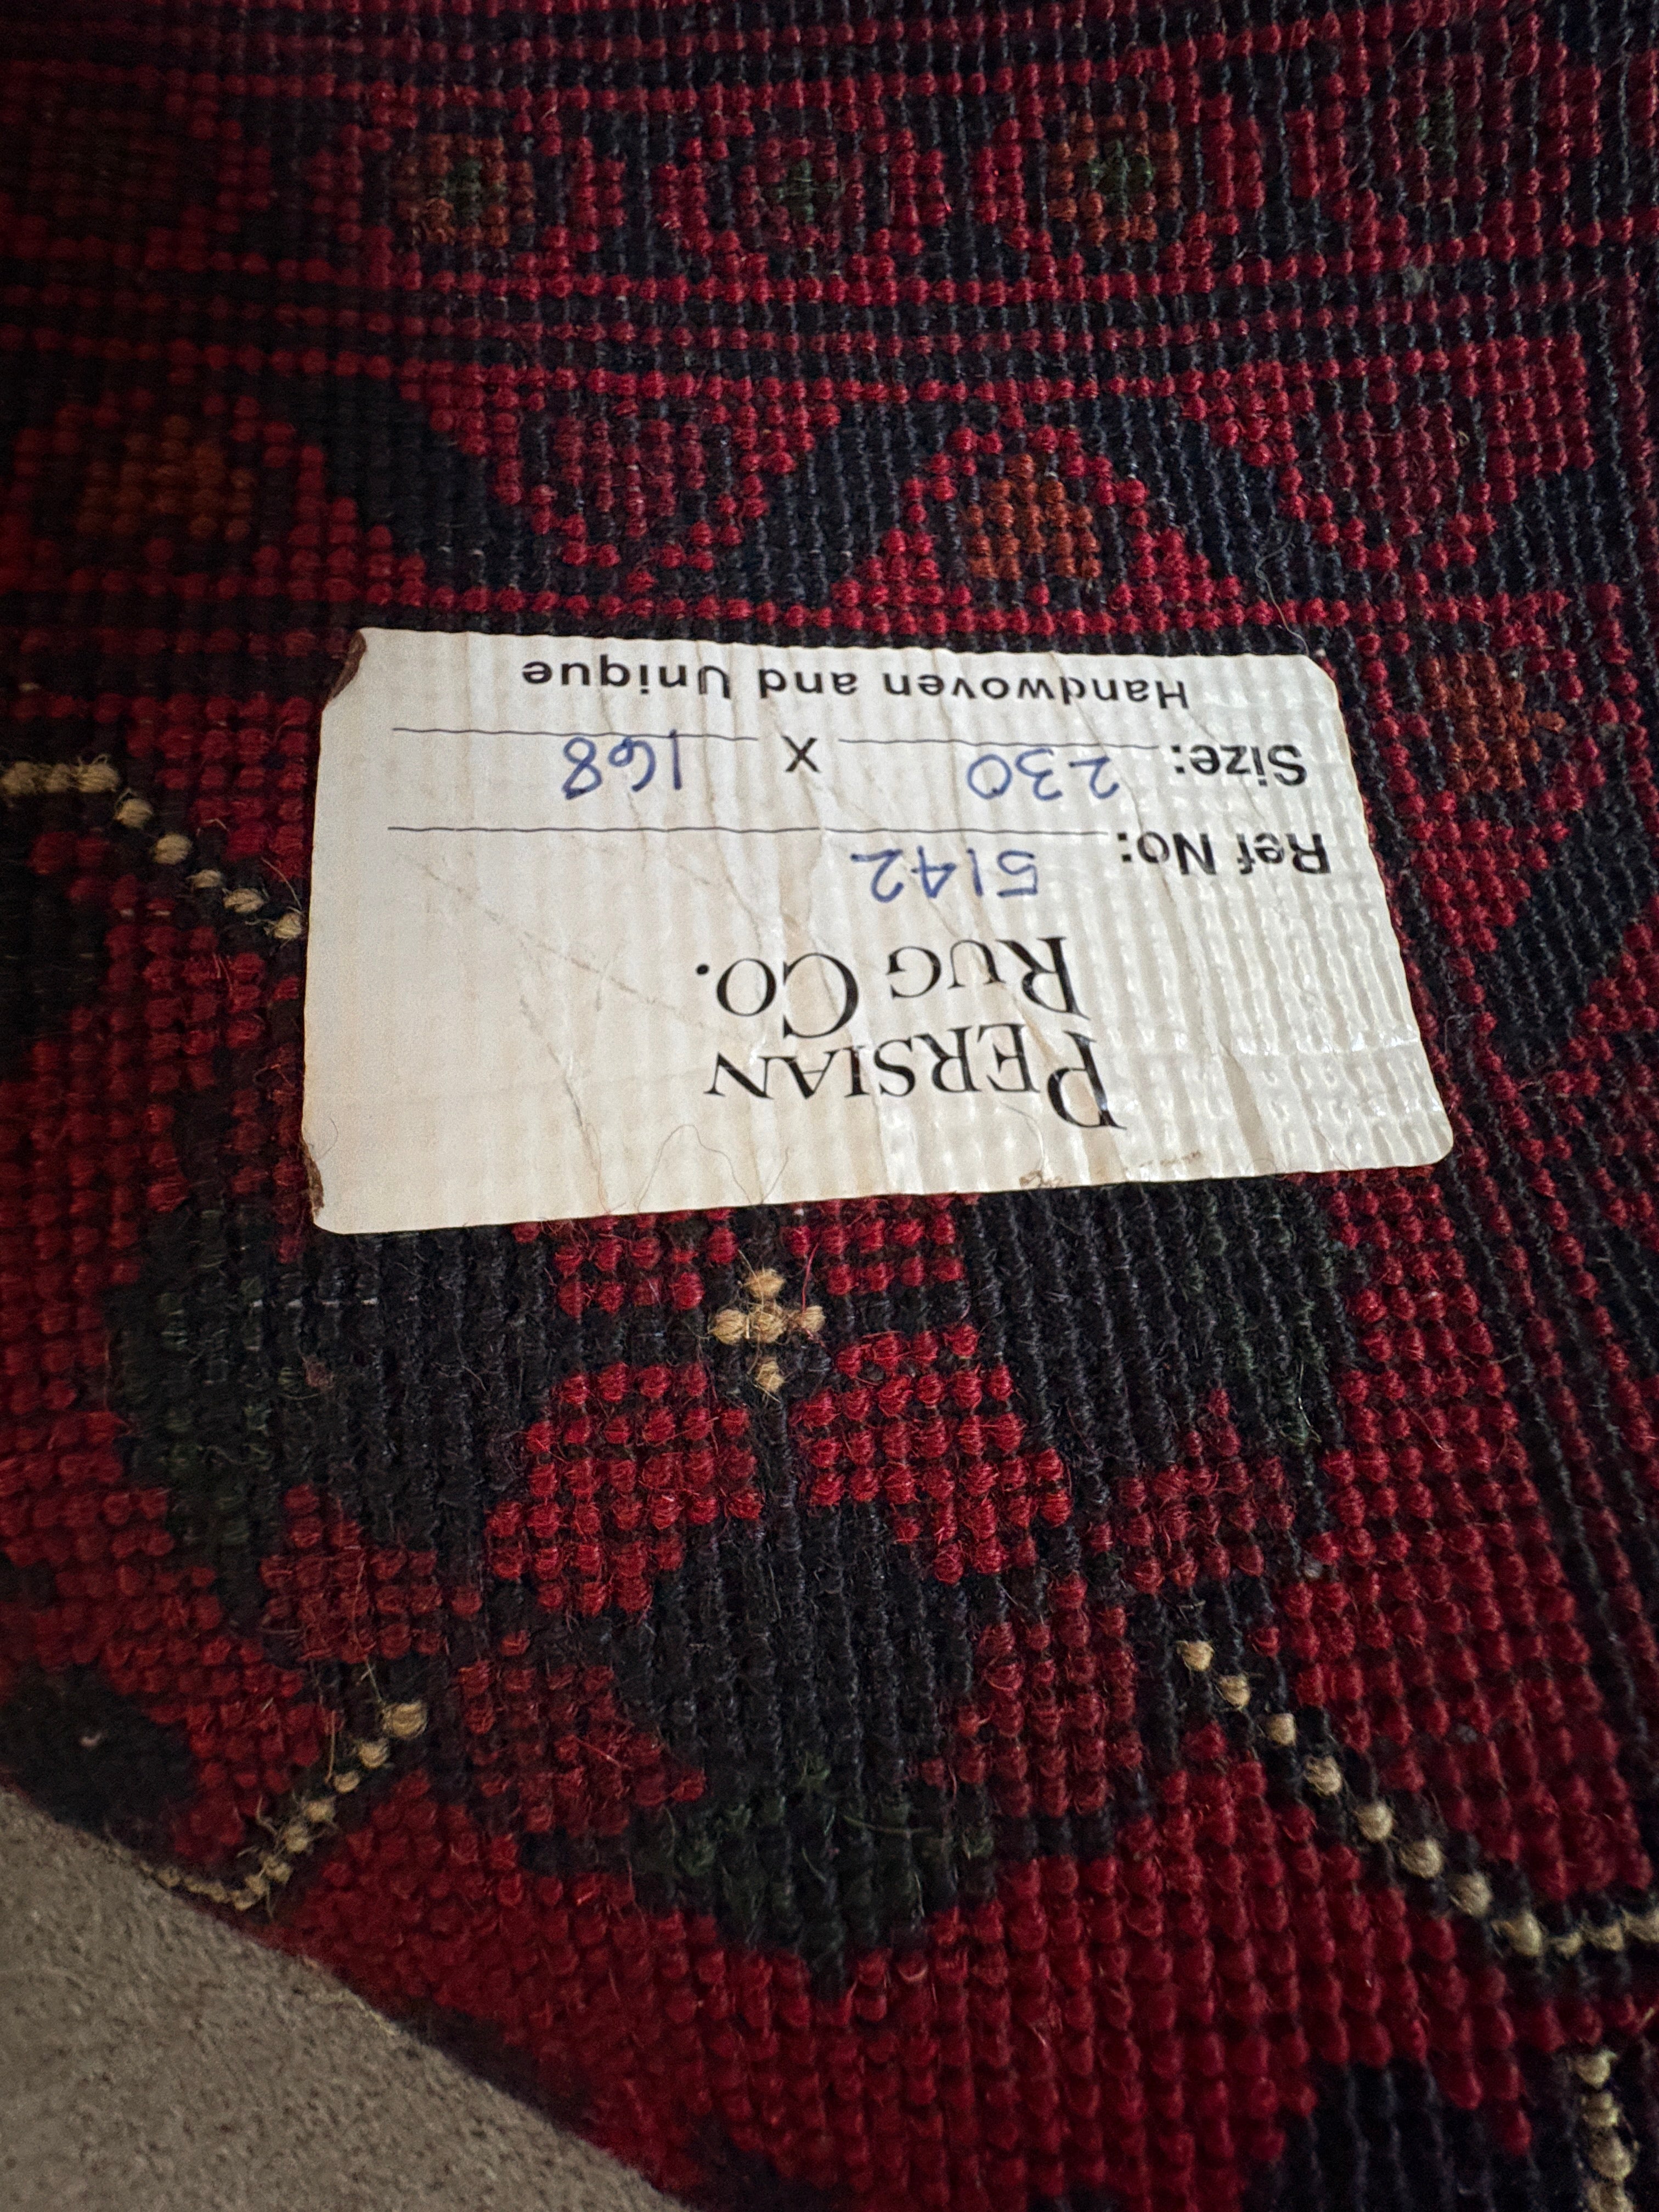 PERSIAN
RUG CO.
Ref No: 5142
Size: 230 X 168
Handwoven and Unique